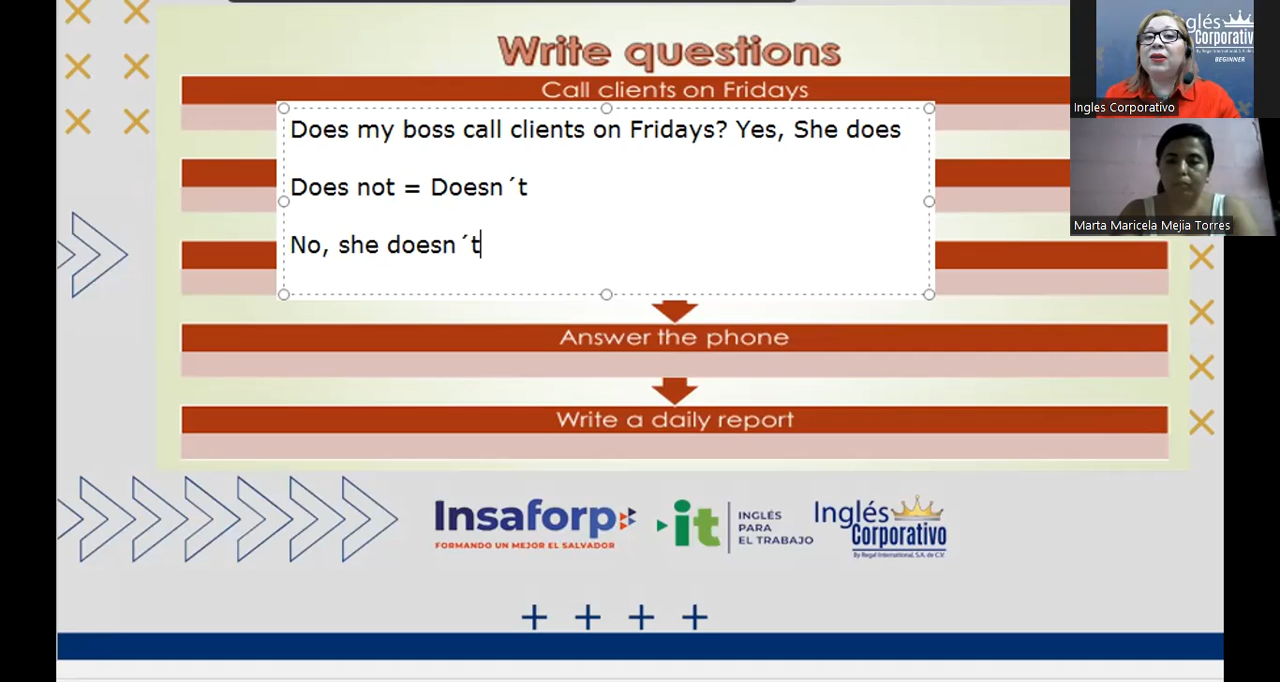 Write questions
Call clients on Fridays
Does my boss call clients on Fridays? Yes, She does
Does not = Doesn´t
No, she doesn´t
Answer the phone
Write a daily report
Insaforp
FORMANDO UN MEJOR EL SALVADOR
it
INGLÉS
PARA
EL TRABAJO
Inglés
Corporativo
By Regal International, S.A. de C.V.
glés
Corporativ
BEGINNER
Ingles Corporativo
Marta Maricela Mejia Torres